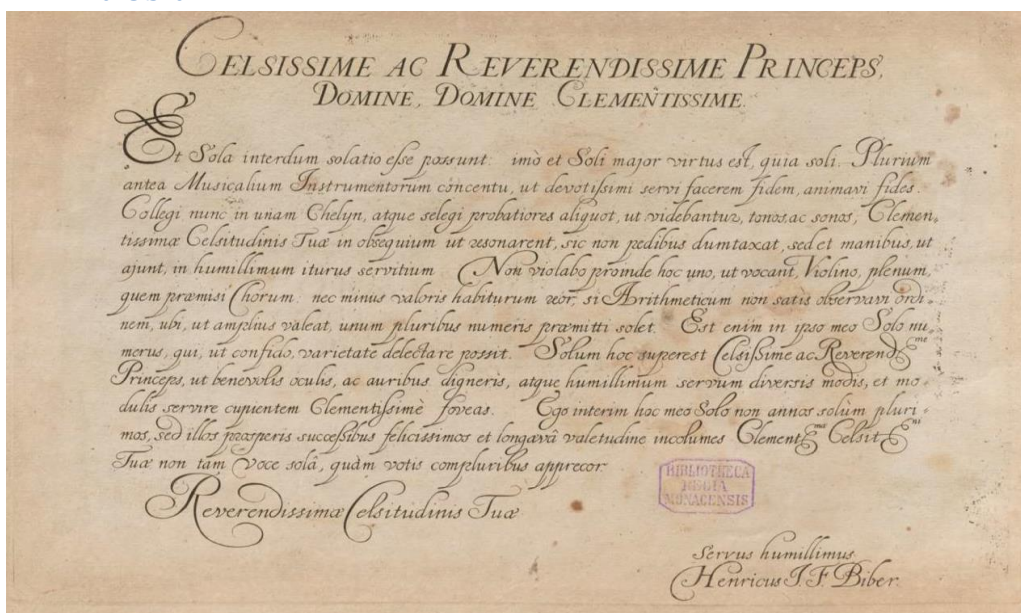 CELSISSIME AC REVERENDISSIME PRINCEPS,
DOMINE, DOMINE CLEMENTISSIME.
Et Sola interdum solatio esse possunt: imò et Soli major virtus est, quia soli. Plurium
antea Musicalium Instrumentorum concentu, ut devotissimi servi facerem fidem, animavi fides.
Collegi nunc in unam Chelyn, atque selegi probatiores aliquot, ut videbantur, tonos, ac sonos, Clemen-
tissimæ Celsitudinis Tuæ in obsequium ut resonarent, sic non pedibus dumtaxat, sed et manibus, ut
ajunt, in humillimum iturus servitium. Non violabo proinde hoc uno, ut vocant, Violino, plenum,
quem præmisi Chorum: nec minus valoris habiturum reor, si Arithmeticum non satis observavi ordi-
nem, ubi, ut amplius valeat, unum pluribus numeris præmitti solet. Est enim in ipso meo Solo nu-
merus, qui, ut confido, varietate delectare possit. Solum hoc superest Celsissime ac Reverend.me
Princeps, ut benevolis oculis, ac auribus digneris, atque humillimum servum diversis modis, et mo-
dulis servire cupientem Clementissimè foveas. Ego interim hoc meo Solo non annos solùm pluri-
mos, sed illos prosperis successibus felicissimos et longævâ valetudine incolumes Clement.mæ Celsit.ni
Tuæ non tàm Voce solâ, quàm votis compluribus apprecor.
BIBLIOTHECA
REGIA
MONACENSIS
Reverendissimæ Celsitudinis Tuæ
Servus humillimus
Henricus I. F. Biber.